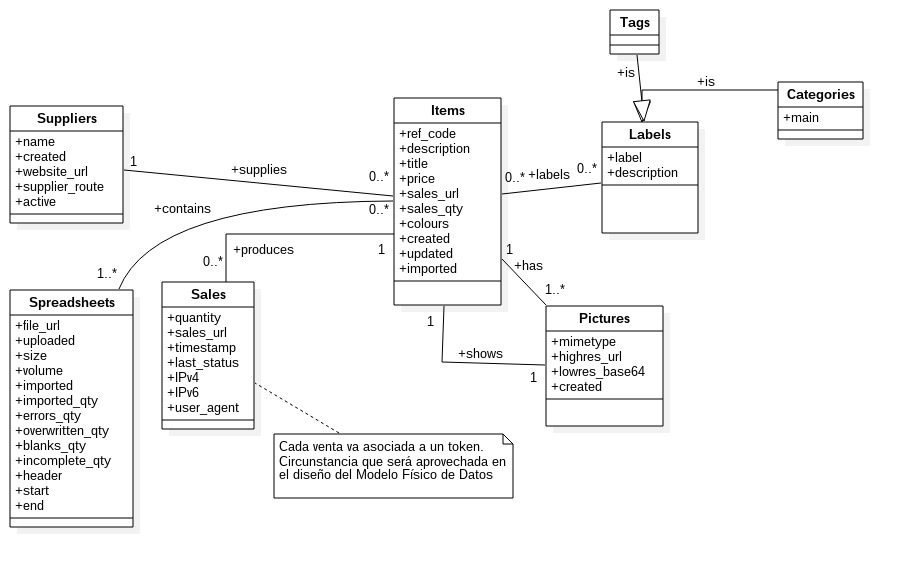 Tags
+is
+is
Categories
+main
Suppliers
+name
+created
+website_url
+supplier_route
+active
1
+supplies
0..*
Items
+ref_code
+description
+title
+price
+sales_url
+sales_qty
+colours
+created
+updated
+imported
0..*
+labels
0..*
Labels
+label
+description
+contains
0..*
1..*
+produces
1
0..*
1
+has
1..*
Spreadsheets
+file_url
+uploaded
+size
+volume
+imported
+imported_qty
+errors_qty
+overwritten_qty
+blanks_qty
+incomplete_qty
+header
+start
+end
Sales
+quantity
+sales_url
+timestamp
+last_status
+IPv4
+IPv6
+user_agent
1
+shows
1
Pictures
+mimetype
+highres_url
+lowres_base64
+created
Cada venta va asociada a un token.
Circunstancia que será aprovechada en
el diseño del Modelo Físico de Datos